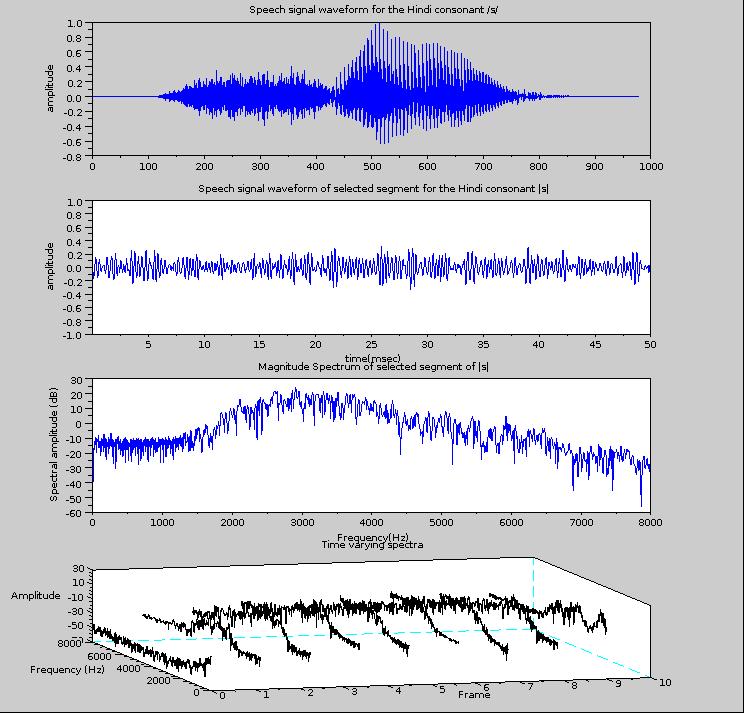 Speech signal waveform for the Hindi consonant /s/
1.0
0.8
0.6
0.4
0.2
0.0
-0.2
-0.4
-0.6
-0.8
amplitude
0 100 200 300 400 500 600 700 800 900 1000
Speech signal waveform of selected segment for the Hindi consonant |s|
1.0
0.8
0.6
0.4
0.2
0.0
-0.2
-0.4
-0.6
-0.8
-1.0
amplitude
5 10 15 20 25 30 35 40 45 50
time(msec)
Magnitude Spectrum of selected segment of |s|
30
20
10
0
-10
-20
-30
-40
-50
-60
Spectral amplitude (dB)
0 1000 2000 3000 4000 5000 6000 7000 8000
Frequency(Hz)
Time varying spectra
30
10
-10
-30
-50
Amplitude
8000
6000
4000
2000
0
Frequency (Hz)
0 1 2 3 4 5 6 7 8 9 10
Frame